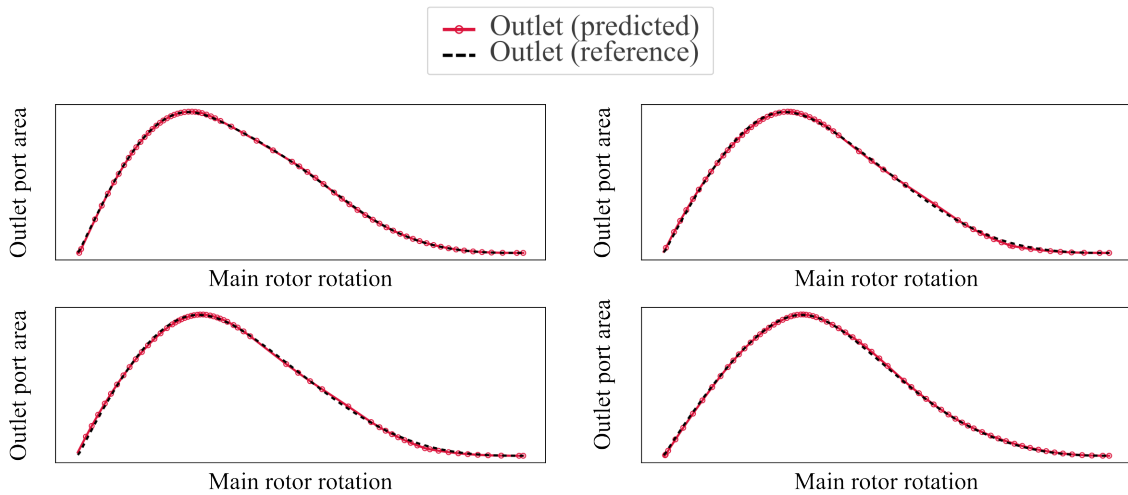 Outlet (predicted)
Outlet (reference)
Outlet port area
Main rotor rotation
Outlet port area
Main rotor rotation
Outlet port area
Main rotor rotation
Outlet port area
Main rotor rotation